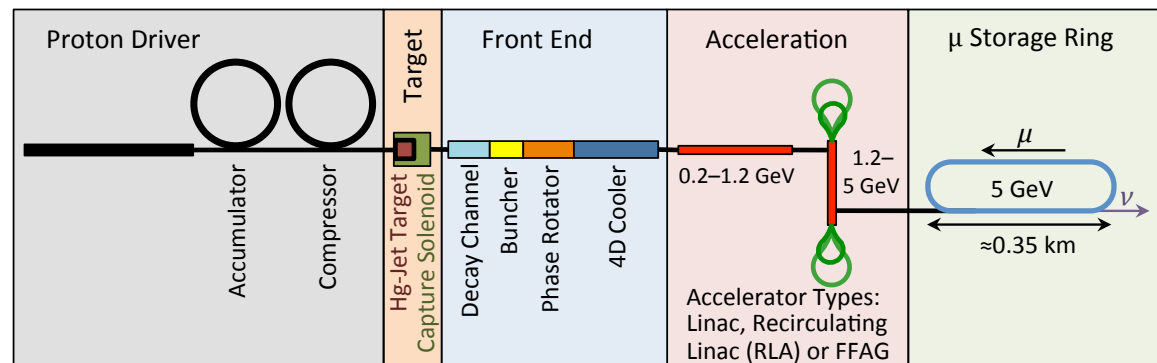 Proton Driver
Accumulator
Compressor
Target
Hg-Jet Target
Capture Solenoid
Front End
Decay Channel
Buncher
Phase Rotator
4D Cooler
Acceleration
0.2–1.2 GeV
1.2–
5 GeV
Accelerator Types:
Linac, Recirculating
Linac (RLA) or FFAG
μ Storage Ring
μ
5 GeV
ν
≈0.35 km